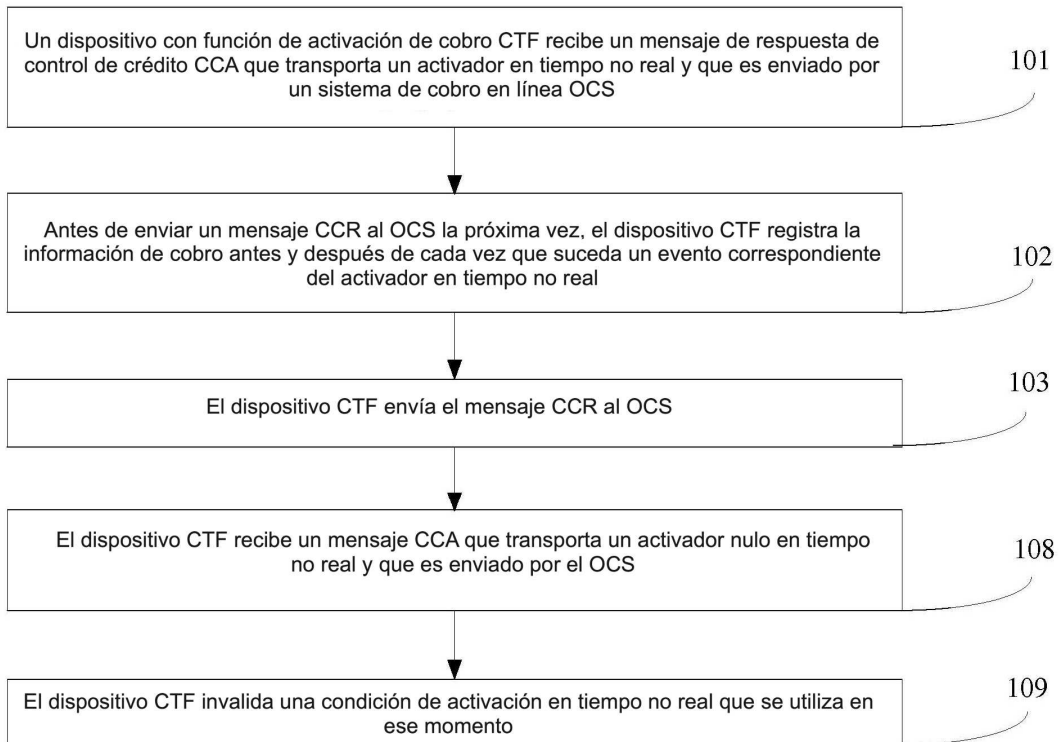 Un dispositivo con función de activación de cobro CTF recibe un mensaje de respuesta de
control de crédito CCA que transporta un activador en tiempo no real y que es enviado por
un sistema de cobro en línea OCS
101
Antes de enviar un mensaje CCR al OCS la próxima vez, el dispositivo CTF registra la
información de cobro antes y después de cada vez que suceda un evento correspondiente
del activador en tiempo no real
102
El dispositivo CTF envía el mensaje CCR al OCS
103
El dispositivo CTF recibe un mensaje CCA que transporta un activador nulo en tiempo
no real y que es enviado por el OCS
108
El dispositivo CTF invalida una condición de activación en tiempo no real que se utiliza en
ese momento
109